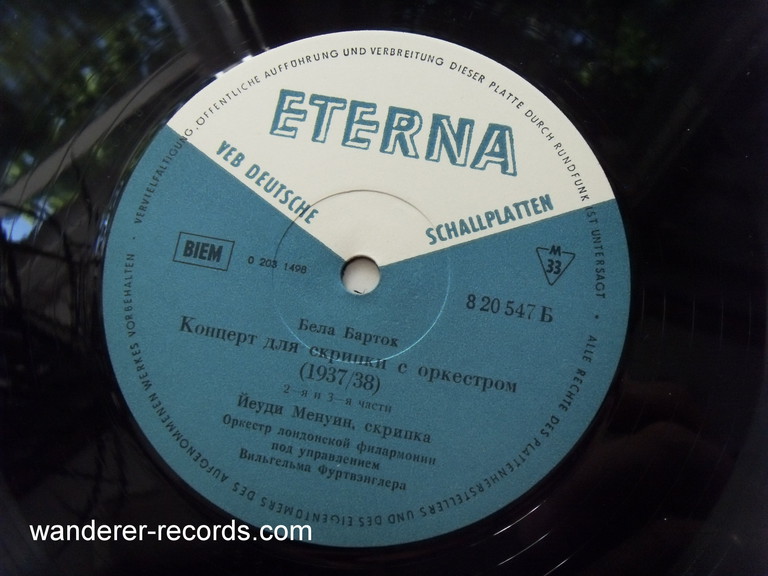 VERVIELFÄLTIGUNG, ÖFFENTLICHE AUFFÜHRUNG UND VERBREITUNG DIESER PLATTE DURCH RUNDFUNK IST UNTERSAGT • ALLE RECHTE DES PLATTENHERSTELLERS UND DES EIGENTÜMERS DES AUFGENOMMENEN WERKES VORBEHALTEN •
ETERNA
VEB DEUTSCHE
SCHALLPLATTEN
BIEM
0 203 1498
M
33
8 20 547 Б
Бела Барток
Концерт для скрипки с оркестром
(1937/38)
2-я и 3-я части
Йеуди Менуин, скрипка
Оркестр лондонской филармонии
под управлением
Вильгельма Фуртвэнглера
wanderer-records.com